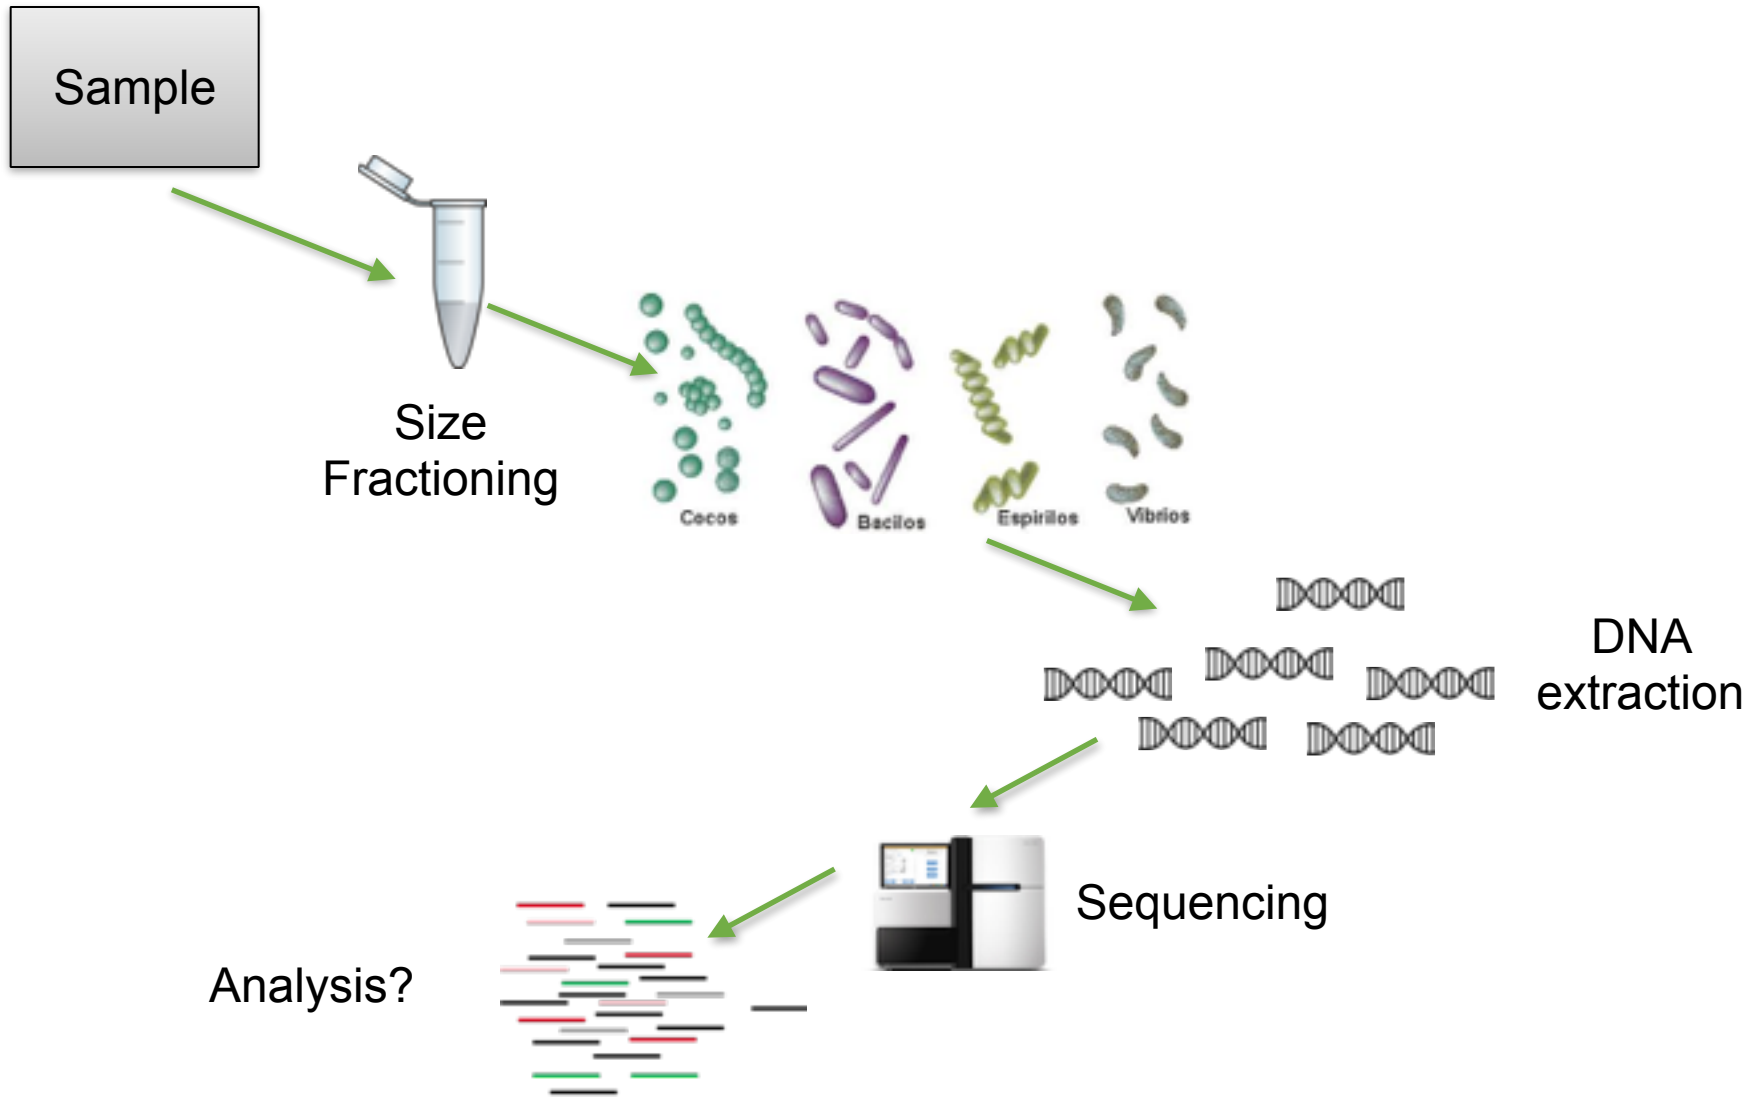 Sample
Size
Fractioning
Cocos
Bacilos
Espirilos
Vibrios
DNA
extraction
Sequencing
Analysis?